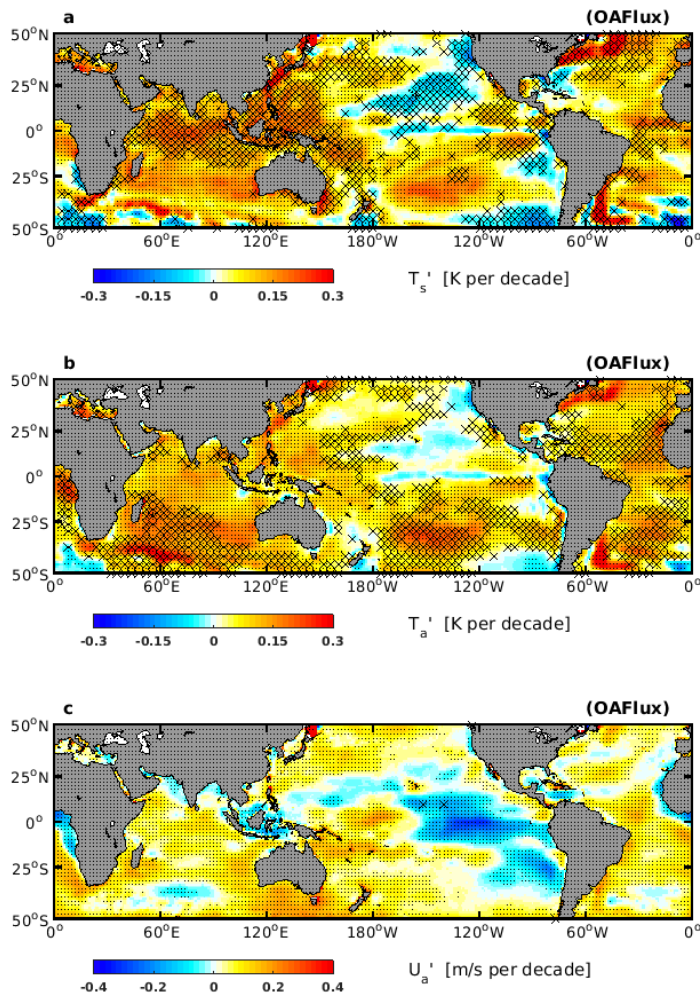 a (OAFlux)
50°N
25°N
0°
25°S
50°S
0° 60°E 120°E 180°W 120°W 60°W 0°
-0.3 -0.15 0 0.15 0.3
Ts' [K per decade]
b (OAFlux)
50°N
25°N
0°
25°S
50°S
0° 60°E 120°E 180°W 120°W 60°W 0°
-0.3 -0.15 0 0.15 0.3
Ta' [K per decade]
c (OAFlux)
50°N
25°N
0°
25°S
50°S
0° 60°E 120°E 180°W 120°W 60°W 0°
-0.4 -0.2 0 0.2 0.4
Ua' [m/s per decade]